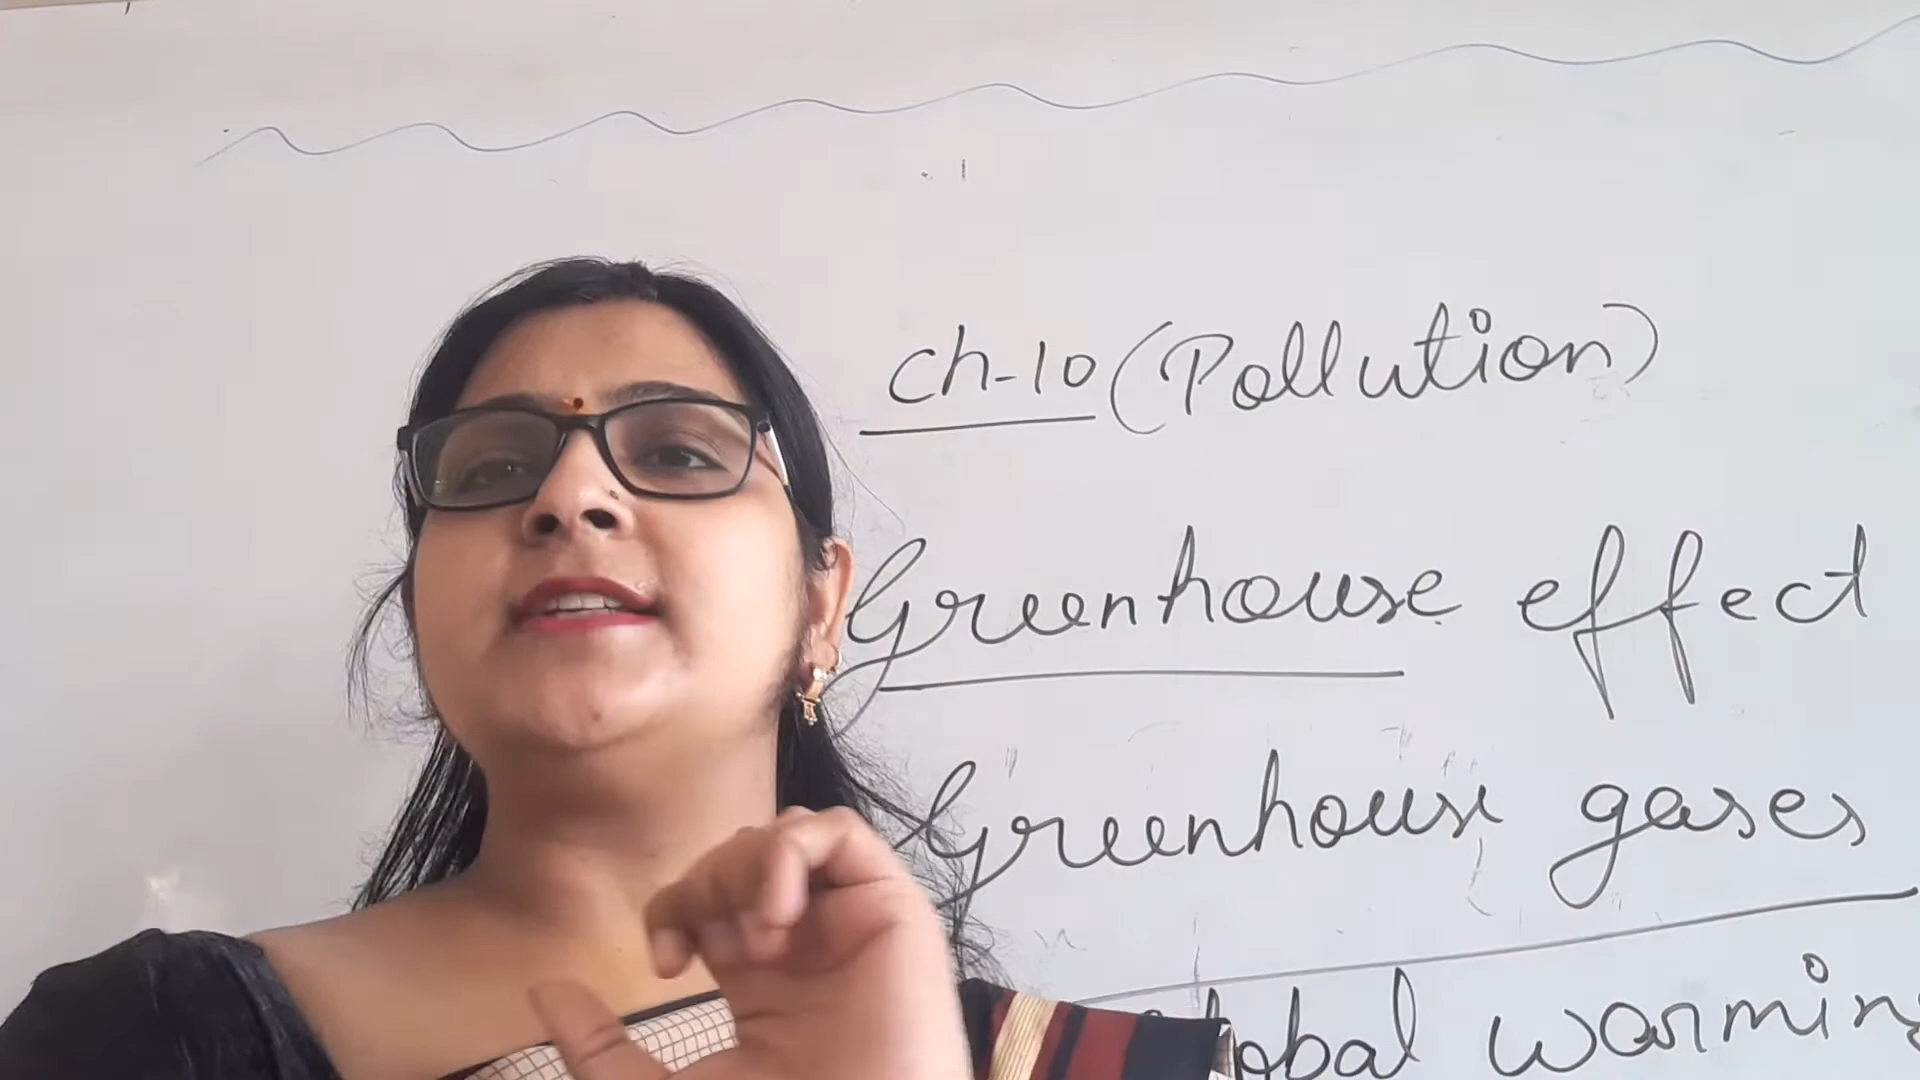 Ch-10 (Pollution)
Greenhouse effect
Greenhouse gases
warming